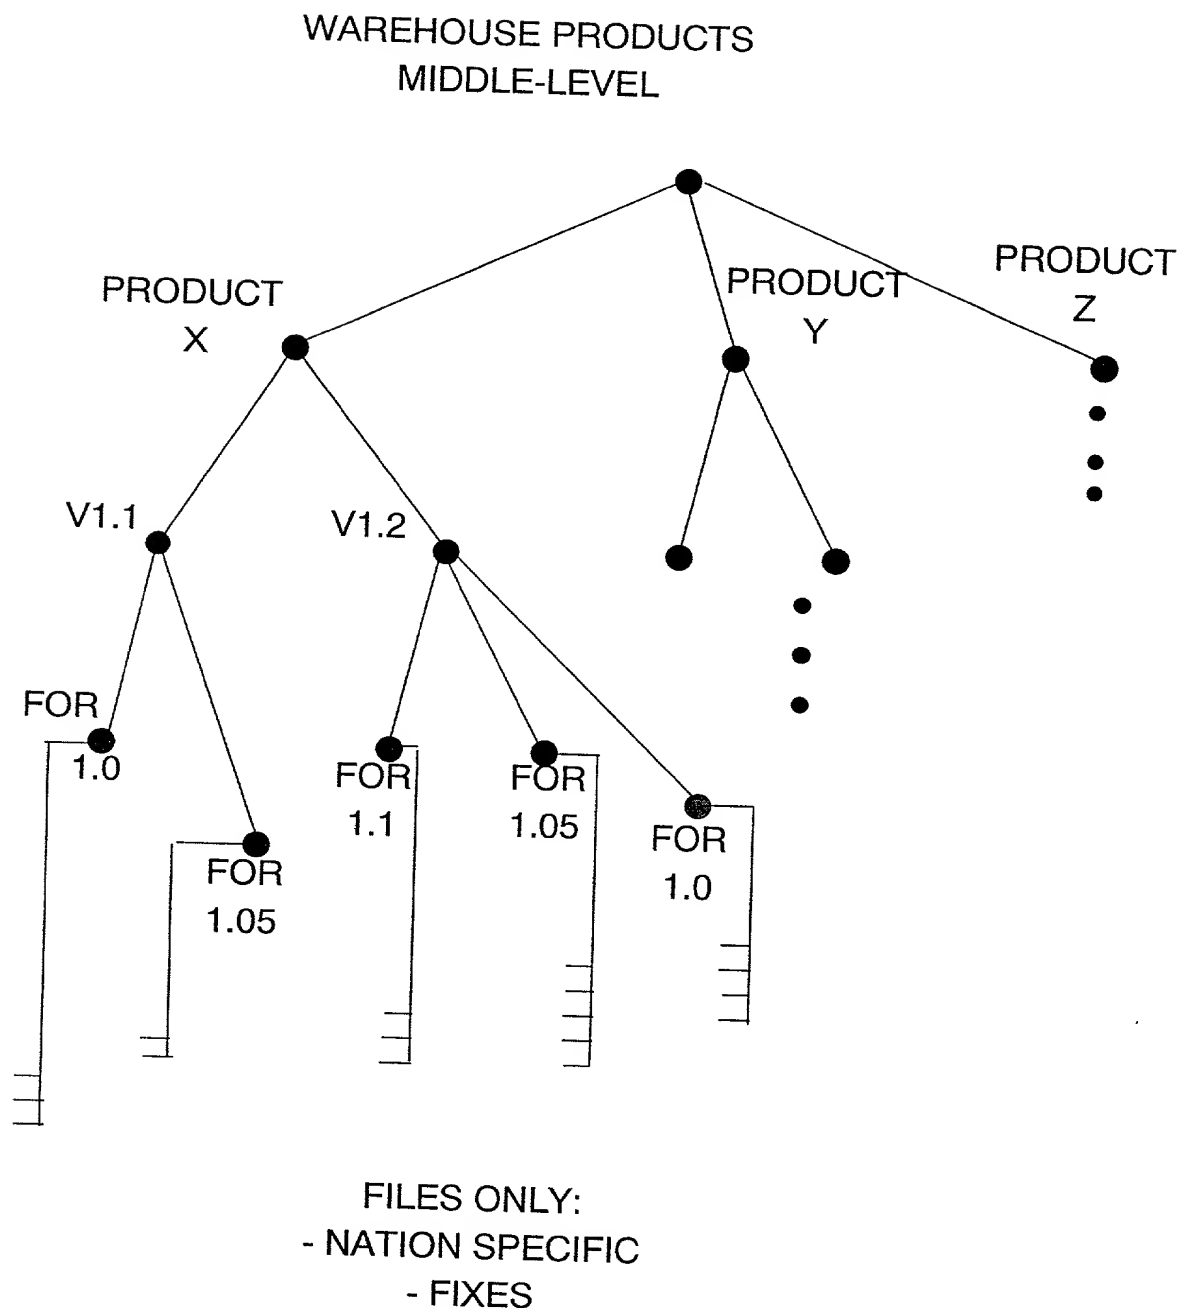 WAREHOUSE PRODUCTS
MIDDLE-LEVEL
PRODUCT
X
PRODUCT
Y
PRODUCT
Z
V1.1
V1.2
FOR
1.0
FOR
1.05
FOR
1.1
FOR
1.05
FOR
1.0
FILES ONLY:
- NATION SPECIFIC
- FIXES